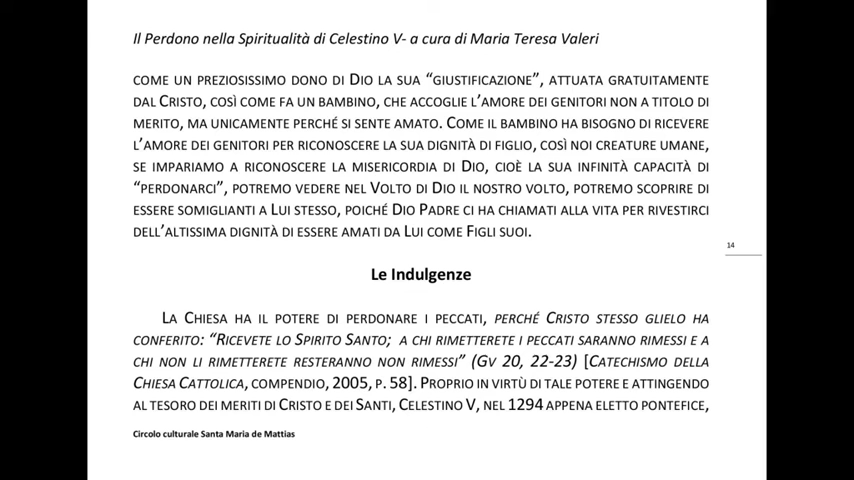 Il Perdono nella Spiritualità di Celestino V- a cura di Maria Teresa Valeri
COME UN PREZIOSISSIMO DONO DI DIO LA SUA “GIUSTIFICAZIONE”, ATTUATA GRATUITAMENTE
DAL CRISTO, COSÌ COME FA UN BAMBINO, CHE ACCOGLIE L’AMORE DEI GENITORI NON A TITOLO DI
MERITO, MA UNICAMENTE PERCHÉ SI SENTE AMATO. COME IL BAMBINO HA BISOGNO DI RICEVERE
L’AMORE DEI GENITORI PER RICONOSCERE LA SUA DIGNITÀ DI FIGLIO, COSÌ NOI CREATURE UMANE,
SE IMPARIAMO A RICONOSCERE LA MISERICORDIA DI DIO, CIOÈ LA SUA INFINITÀ CAPACITÀ DI
“PERDONARCI”, POTREMO VEDERE NEL VOLTO DI DIO IL NOSTRO VOLTO, POTREMO SCOPRIRE DI
ESSERE SOMIGLIANTI A LUI STESSO, POICHÉ DIO PADRE CI HA CHIAMATI ALLA VITA PER RIVESTIRCI
DELL’ALTISSIMA DIGNITÀ DI ESSERE AMATI DA LUI COME FIGLI SUOI.
14
Le Indulgenze
LA CHIESA HA IL POTERE DI PERDONARE I PECCATI, PERCHÉ CRISTO STESSO GLIELO HA
CONFERITO: “RICEVETE LO SPIRITO SANTO; A CHI RIMETTERETE I PECCATI SARANNO RIMESSI E A
CHI NON LI RIMETTERETE RESTERANNO NON RIMESSI” (GV 20, 22-23) [CATECHISMO DELLA
CHIESA CATTOLICA, COMPENDIO, 2005, P. 58]. PROPRIO IN VIRTÙ DI TALE POTERE E ATTINGENDO
AL TESORO DEI MERITI DI CRISTO E DEI SANTI, CELESTINO V, NEL 1294 APPENA ELETTO PONTEFICE,
Circolo culturale Santa Maria de Mattias